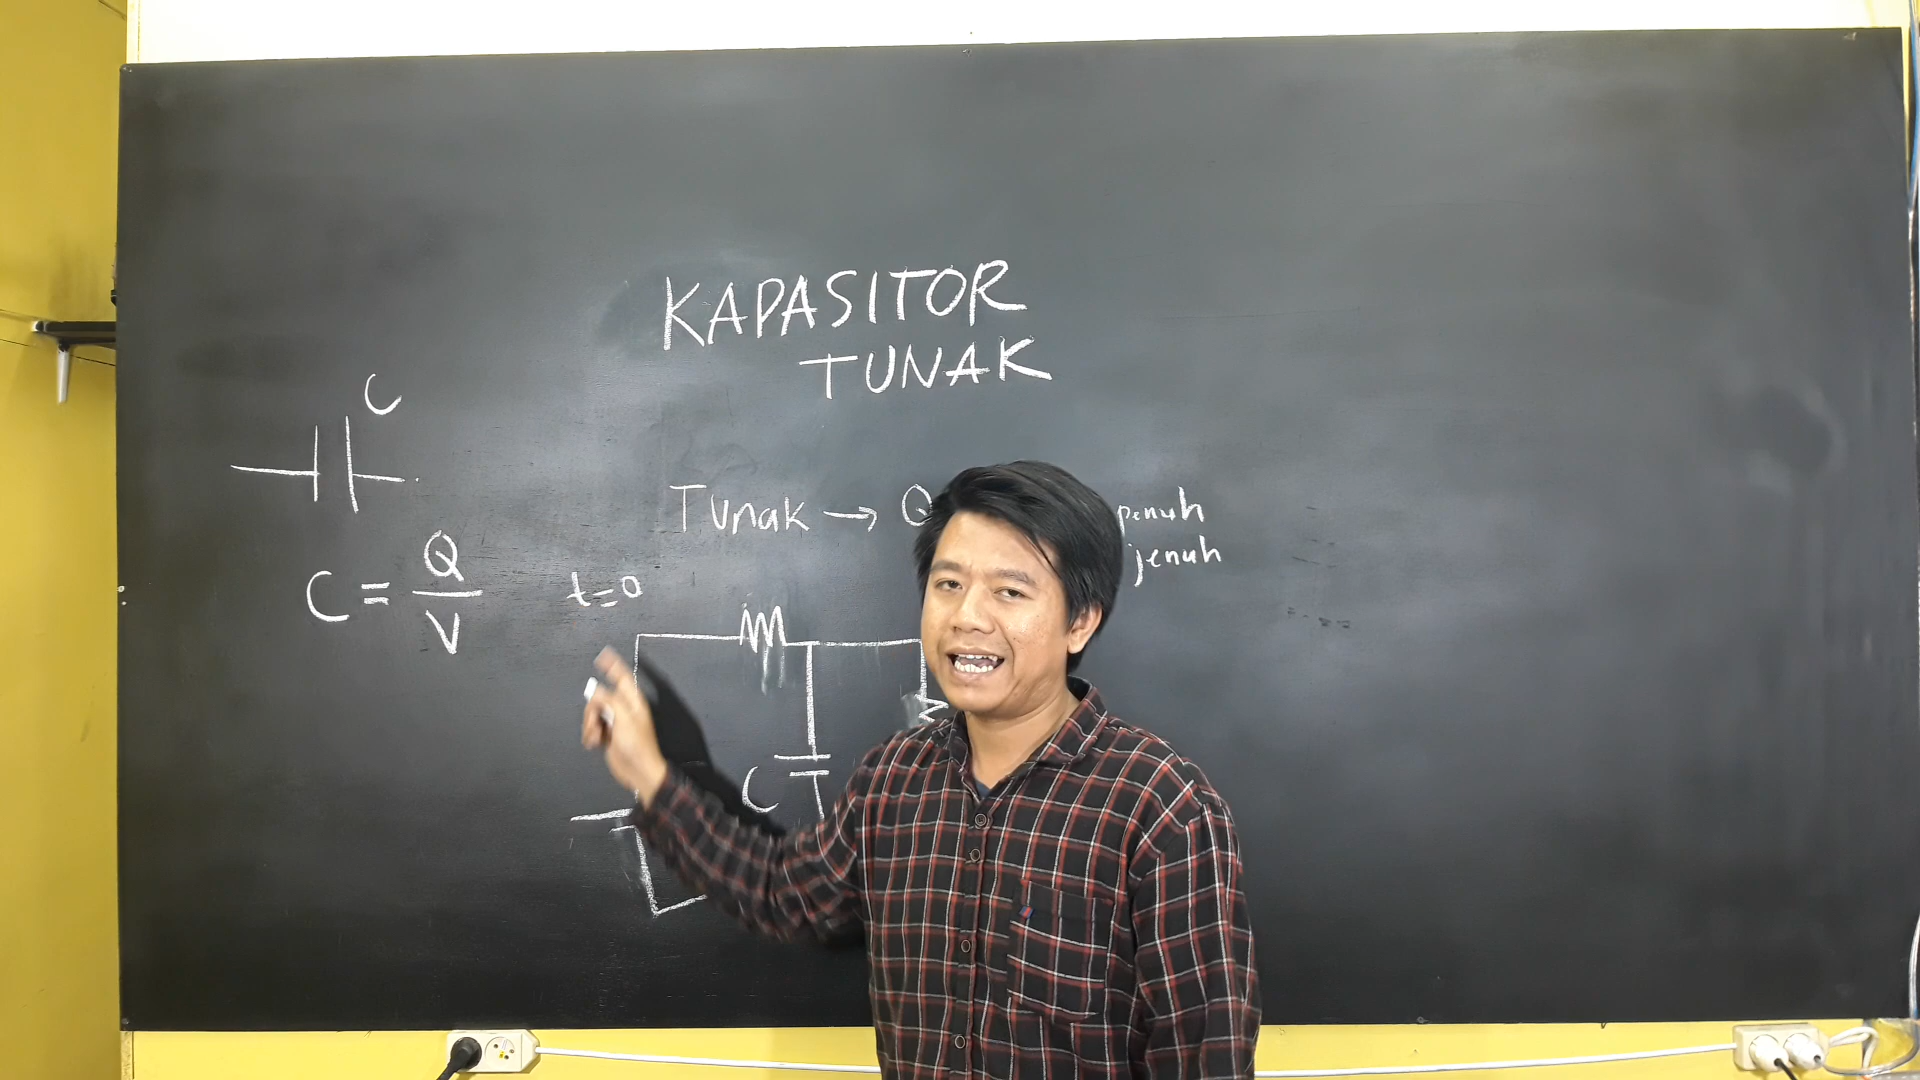 KAPASITOR
TUNAK
C
C = Q/V
Tunak → Q
penuh
jenuh
t=0
C